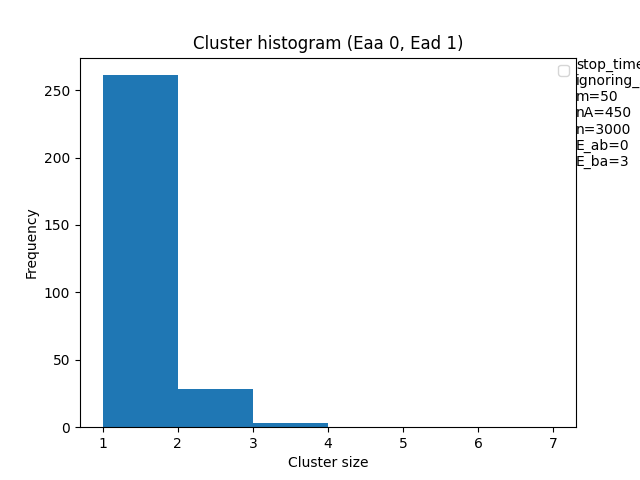 Cluster histogram (Eaa 0, Ead 1)
stop_time
ignoring_
m=50
nA=450
n=3000
E_ab=0
E_ba=3
250
200
150
100
50
0
Frequency
1 2 3 4 5 6 7
Cluster size